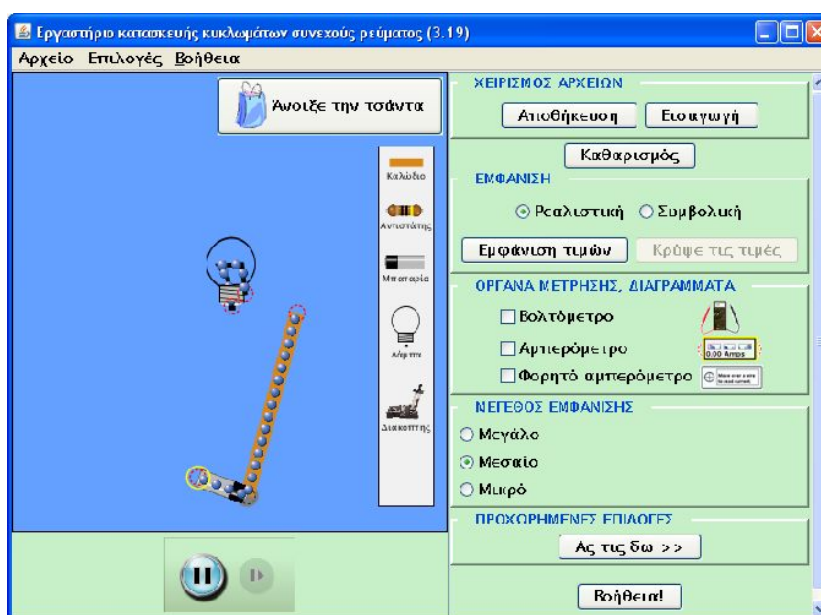 Εργαστήριο κατασκευής κυκλωμάτων συνεχούς ρεύματος (3.19)
Αρχείο Επιλογές Βοήθεια
Άνοιξε την τσάντα
Καλώδιο
Αντιστάτης
Μπαταρία
Λάμπα
Διακοπτης
ΧΕΙΡΙΣΜΟΣ ΑΡΧΕΙΩΝ
Αποθήκευση Εισαγωγή
Καθαρισμός
ΕΜΦΑΝΙΣΗ
Ρεαλιστική Συμβολική
Εμφάνιση τιμών Κρύψε τις τιμές
ΟΡΓΑΝΑ ΜΕΤΡΗΣΗΣ, ΔΙΑΓΡΑΜΜΑΤΑ
Βολτόμετρο
Αμπερόμετρο
0.00 Amps
Φορητό αμπερόμετρο
ΜΕΓΕΘΟΣ ΕΜΦΑΝΙΣΗΣ
Μεγάλο
Μεσαίο
Μικρό
ΠΡΟΧΩΡΗΜΕΝΕΣ ΕΠΙΛΟΓΕΣ
Ας τις δω >>
Βοήθεια!